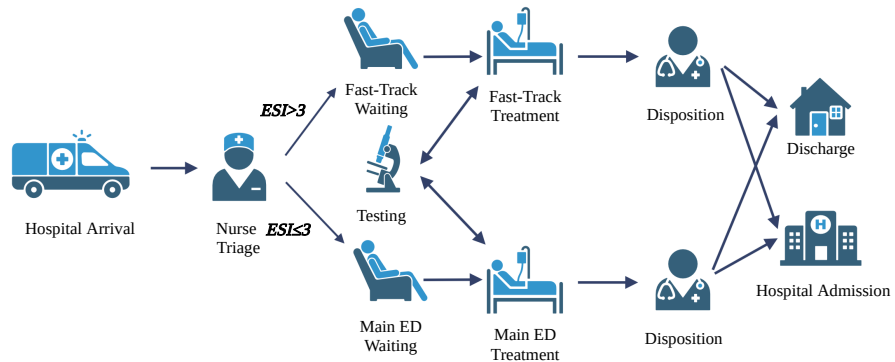 Fast-Track
Waiting
Fast-Track
Treatment
Disposition
ESI>3
Discharge
Hospital Arrival
Nurse
Triage
ESI≤3
Testing
H
Hospital Admission
Main ED
Waiting
Main ED
Treatment
Disposition